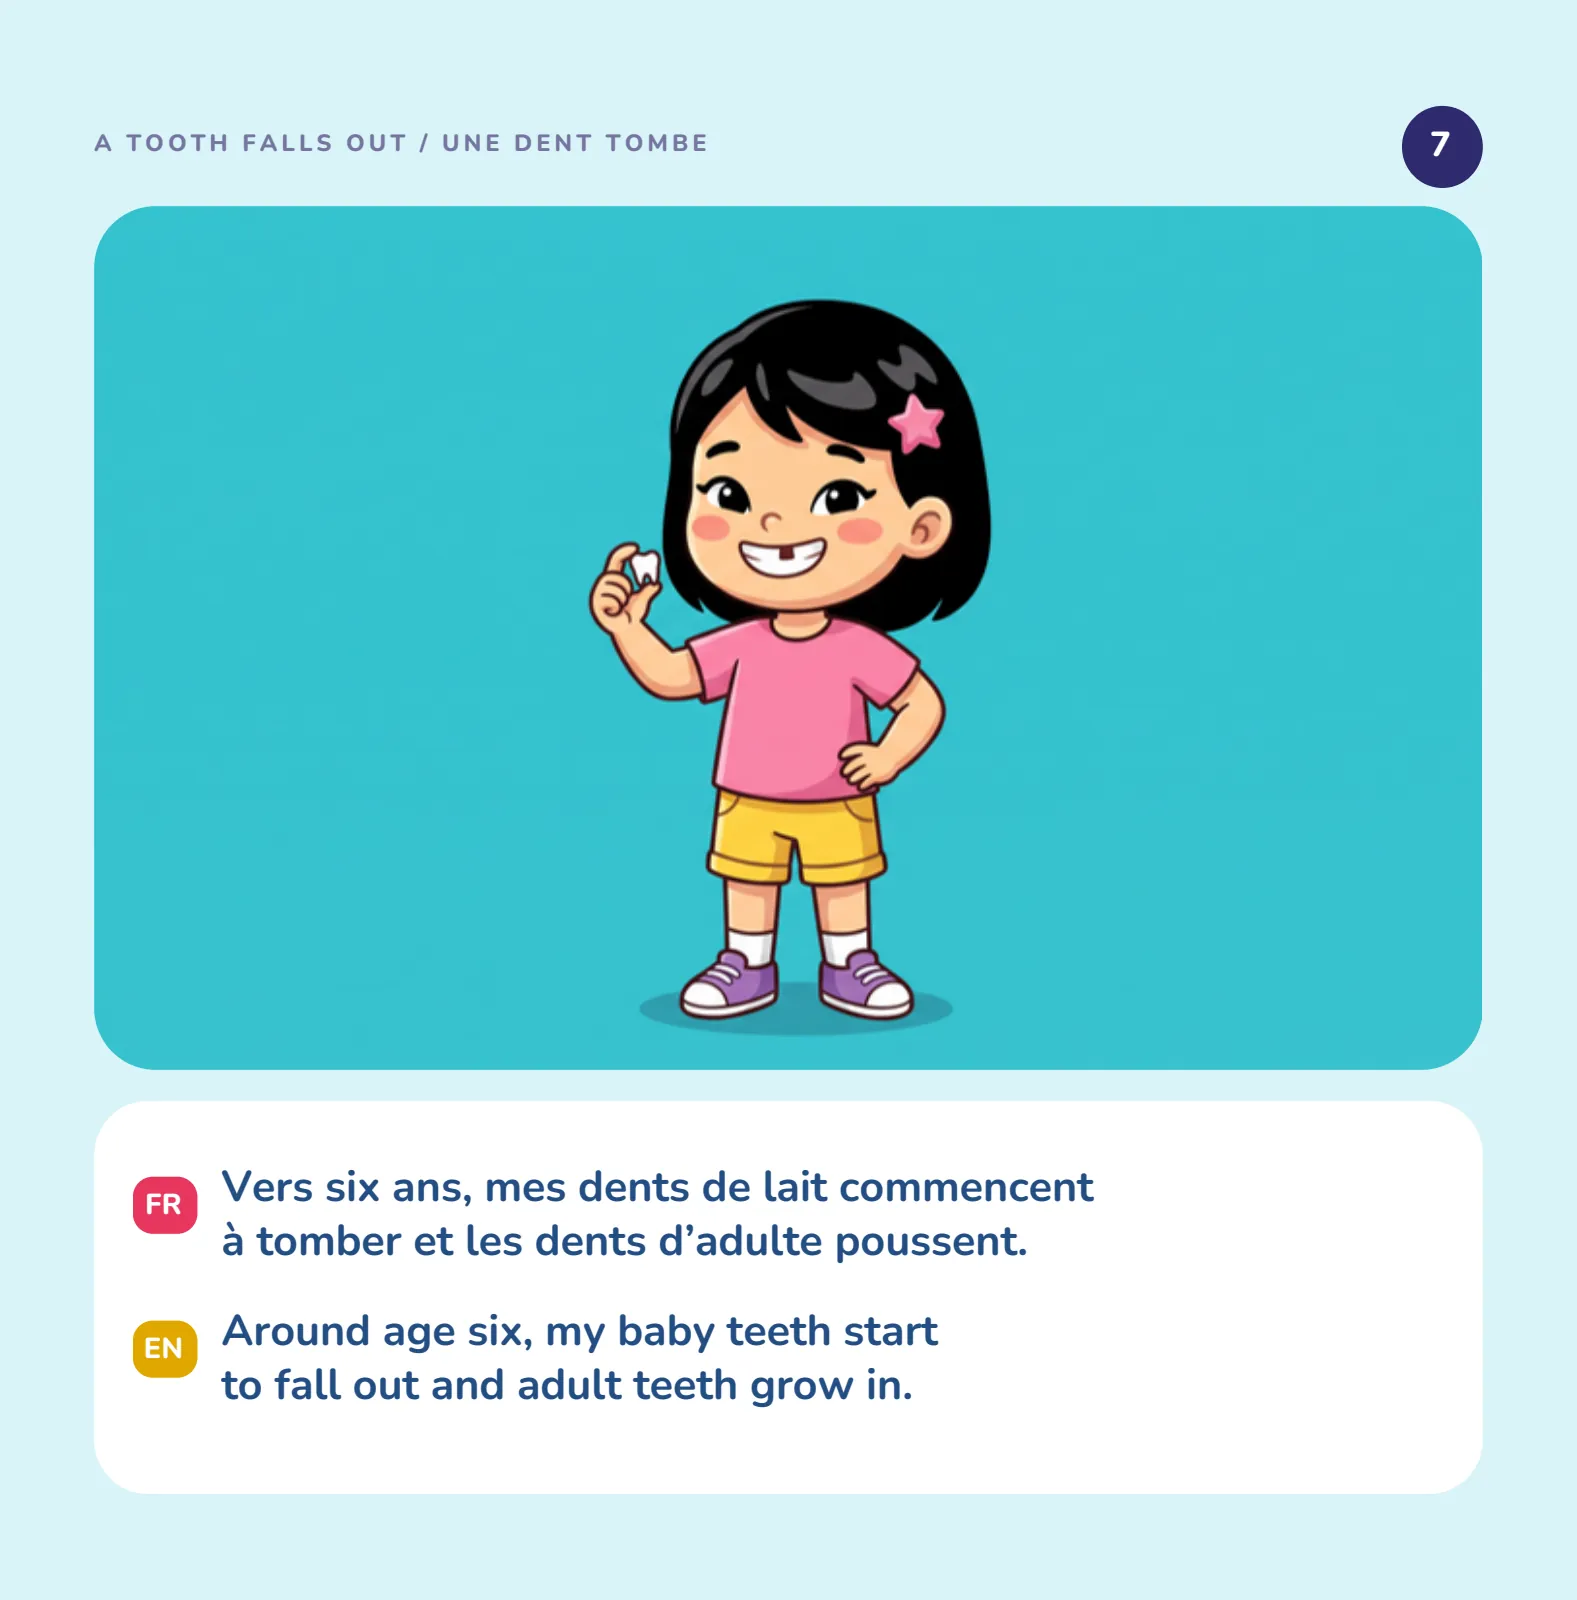 A TOOTH FALLS OUT / UNE DENT TOMBE
7
FR
Vers six ans, mes dents de lait commencent
à tomber et les dents d’adulte poussent.
EN
Around age six, my baby teeth start
to fall out and adult teeth grow in.